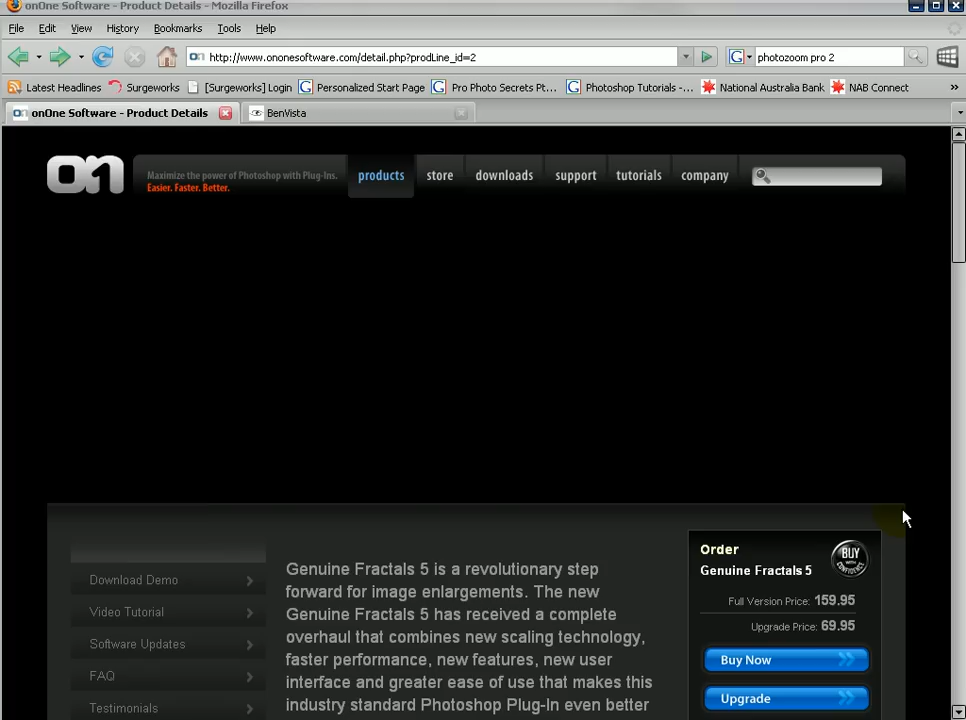 onOne Software - Product Details - Mozilla Firefox
File Edit View History Bookmarks Tools Help
http://www.ononesoftware.com/detail.php?prodLine_id=2
photozoom pro 2
Latest Headlines Surgeworks [Surgeworks] Login Personalized Start Page Pro Photo Secrets Pt... Photoshop Tutorials -... National Australia Bank NAB Connect »
onOne Software - Product Details BenVista
on Maximize the power of Photoshop with Plug-Ins. products store downloads support tutorials company
Easier. Faster. Better.
Download Demo
Video Tutorial
Software Updates
FAQ
Testimonials
Genuine Fractals 5 is a revolutionary step
forward for image enlargements. The new
Genuine Fractals 5 has received a complete
overhaul that combines new scaling technology,
faster performance, new features, new user
interface and greater ease of use that makes this
industry standard Photoshop Plug-In even better
Order
Genuine Fractals 5
BUY
WITH
CONFIDENCE
Full Version Price: 159.95
Upgrade Price: 69.95
Buy Now
Upgrade